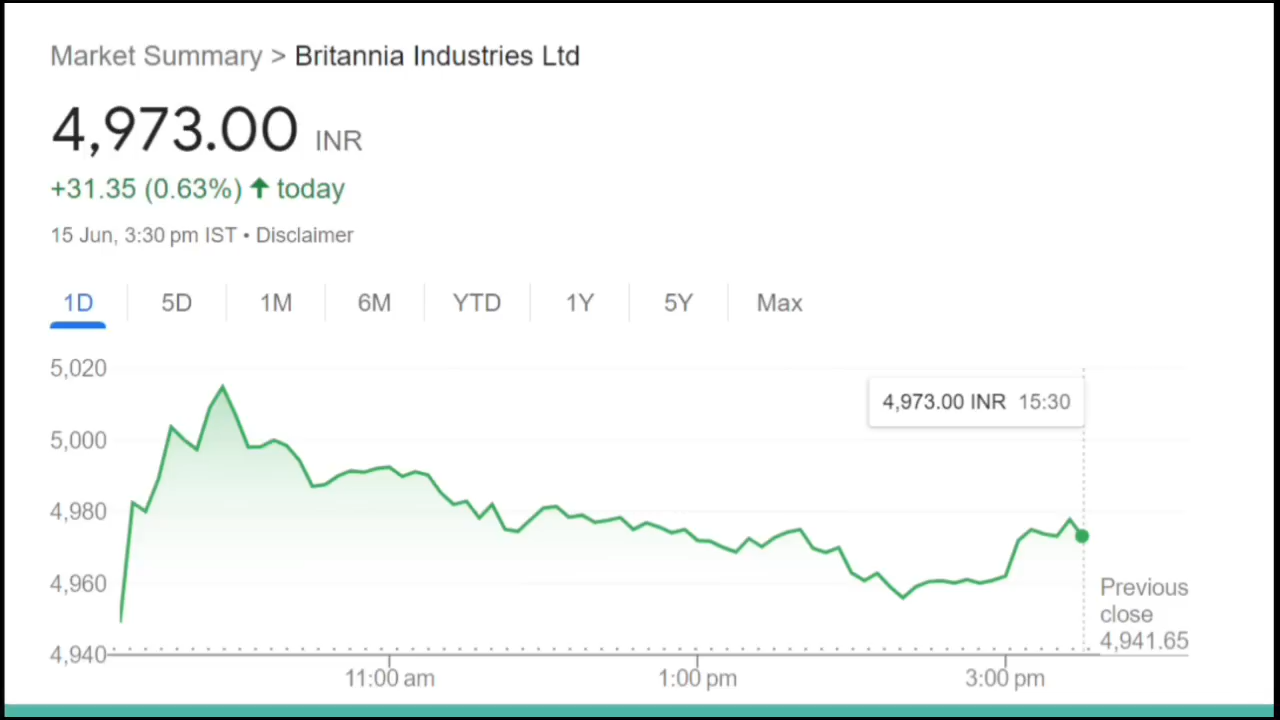 Market Summary > Britannia Industries Ltd
4,973.00 INR
+31.35 (0.63%) ↑ today
15 Jun, 3:30 pm IST • Disclaimer
1D 5D 1M 6M YTD 1Y 5Y Max
5,020
4,973.00 INR 15:30
5,000
4,980
4,960
Previous
close
4,941.65
4,940
11:00 am 1:00 pm 3:00 pm